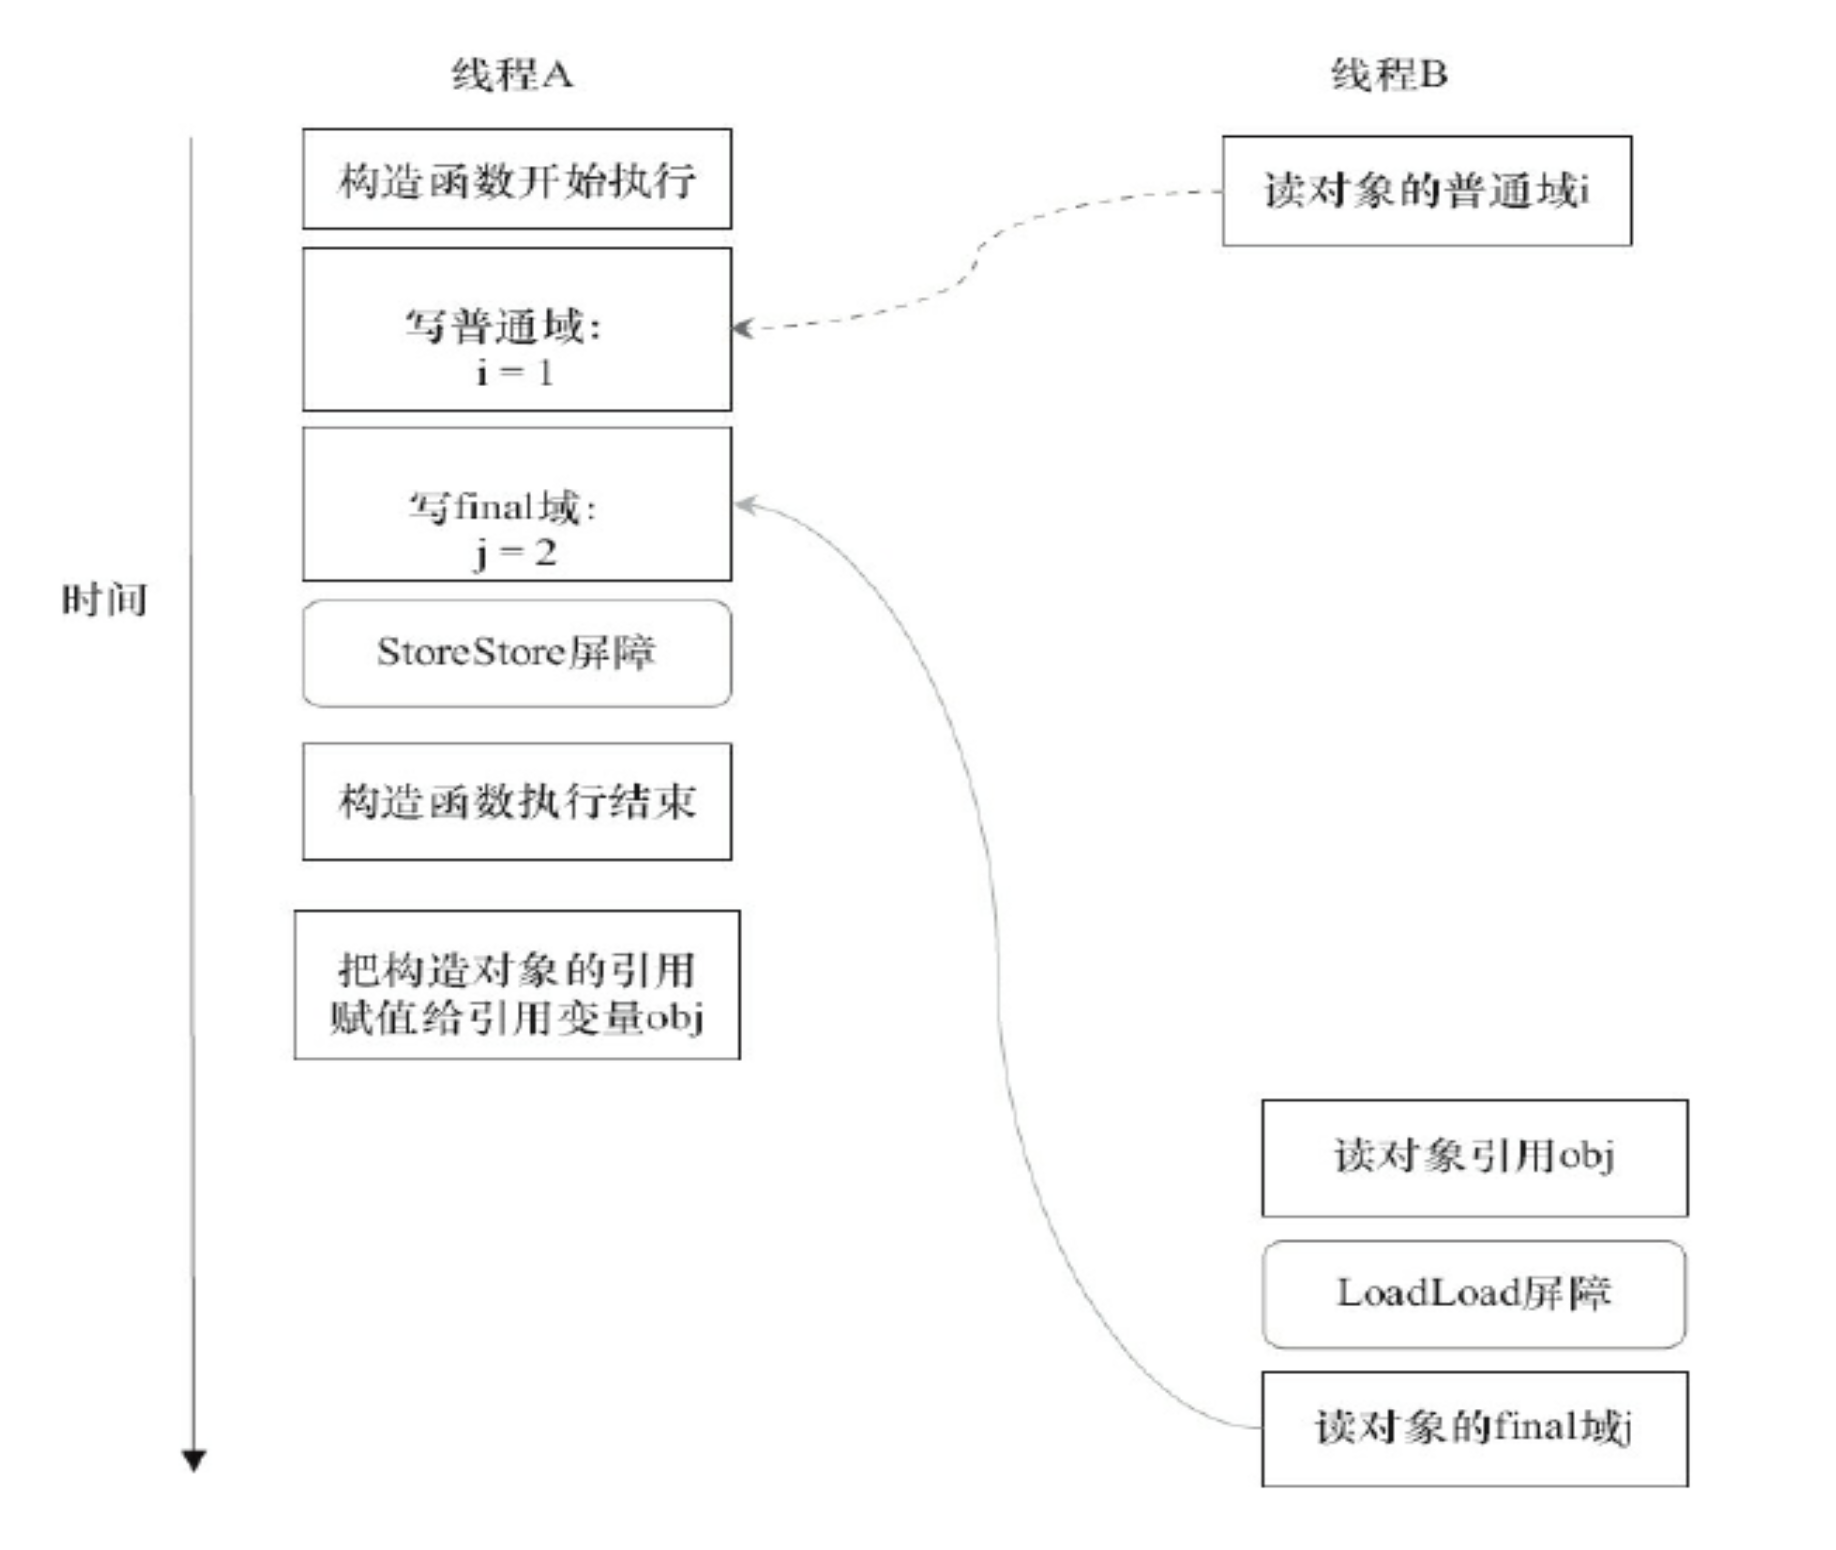 线程A
线程B
构造函数开始执行
读对象的普通域i
写普通域:
i = 1
写final域:
j = 2
时间
StoreStore屏障
构造函数执行结束
把构造对象的引用
赋值给引用变量obj
读对象引用obj
LoadLoad屏障
读对象的final域j